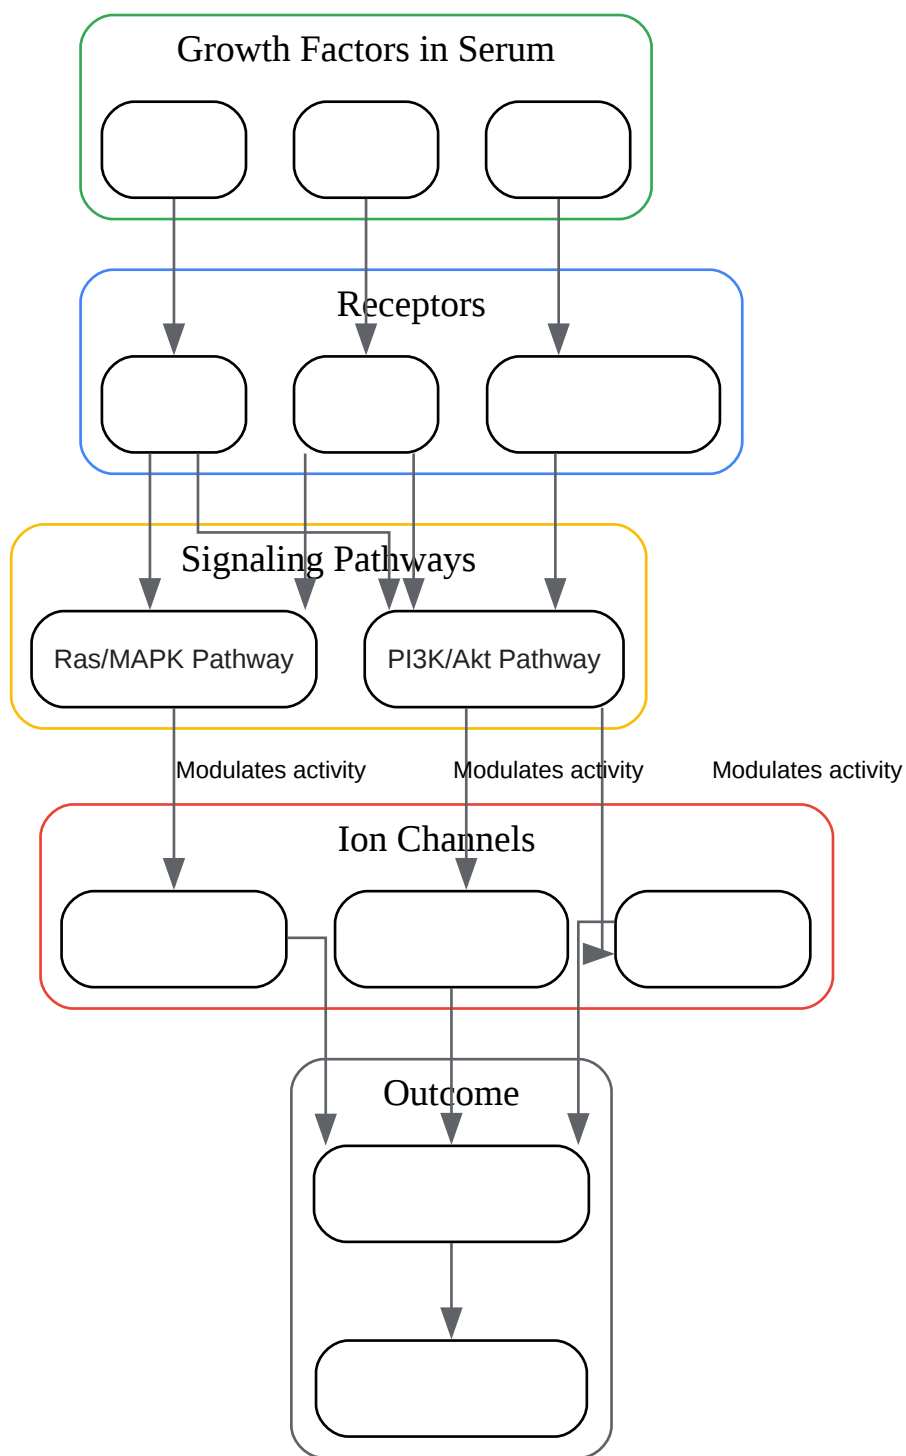 Growth Factors in Serum
Receptors
Signaling Pathways
Ras/MAPK Pathway
PI3K/Akt Pathway
Modulates activity
Modulates activity
Modulates activity
Ion Channels
Outcome